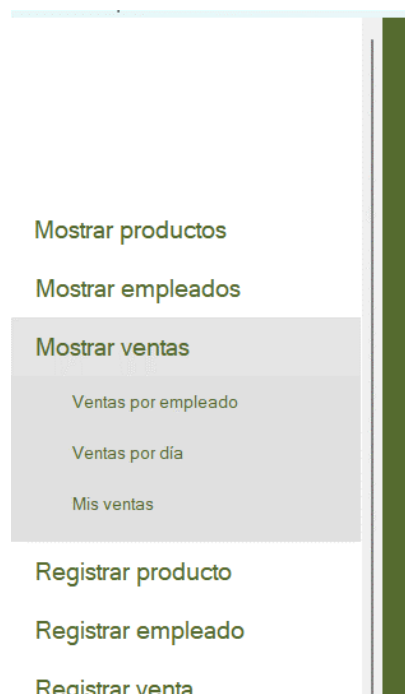 Mostrar productos
Mostrar empleados
Mostrar ventas
Ventas por empleado
Ventas por día
Mis ventas
Registrar producto
Registrar empleado
Registrar venta